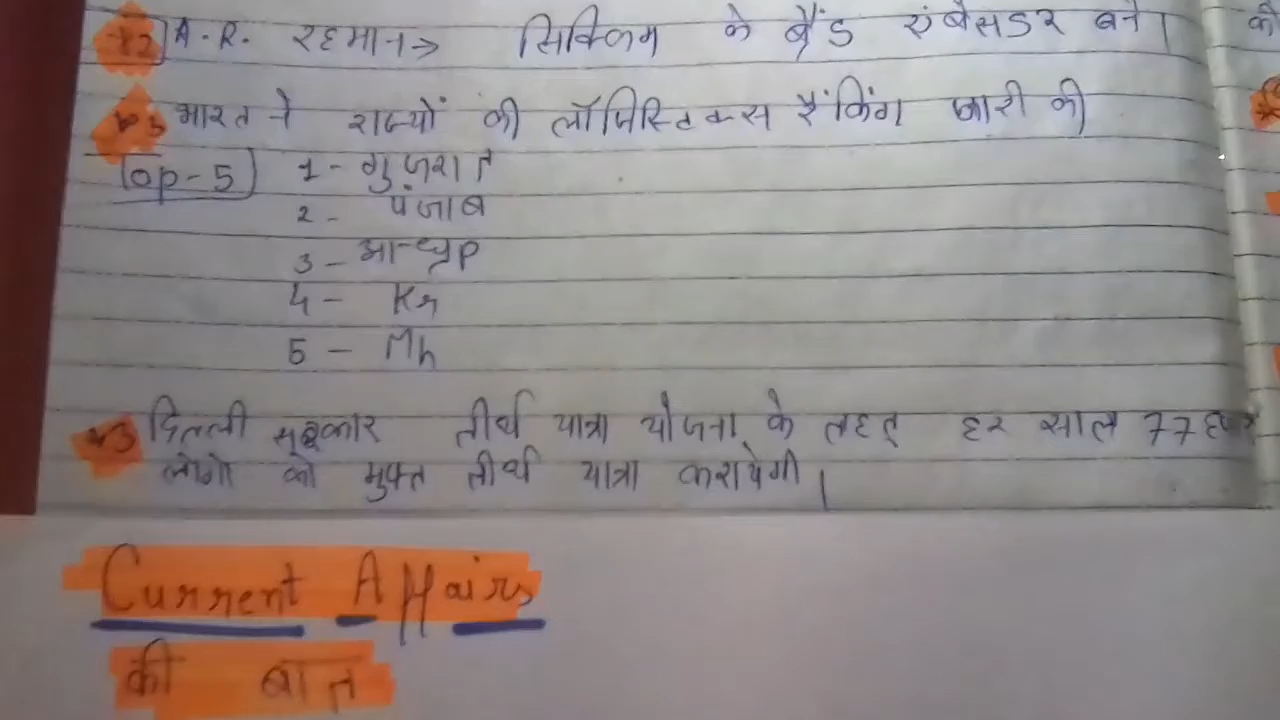 A.R. रहमान→ सिक्किम के ब्रैंड एंबेसडर बने।
भारत ने राज्यों की लॉजिस्टिकस रैंकिंग जारी की
Top-5) 1- गुजरात
2- पंजाब
3- आन्ध्र P
4- Kr
5 - Mh
दिल्ली सरकार तीर्थ यात्रा योजना के तहत हर साल 77 हजार
लोगो को मुफ्त तीर्थ यात्रा करायेगी।
Current Affairs
की बात
की